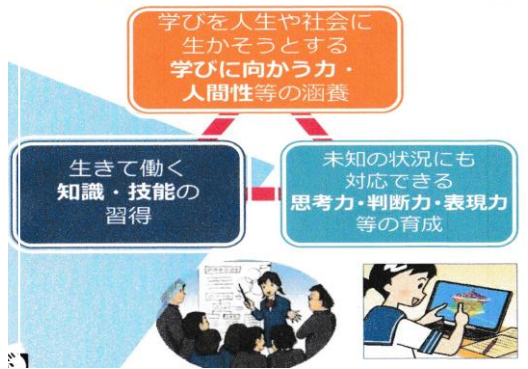 学びを人生や社会に
生かそうとする
学びに向かう力・
人間性等の涵養
生きて働く
知識・技能の
習得
未知の状況にも
対応できる
思考力・判断力・表現力
等の育成